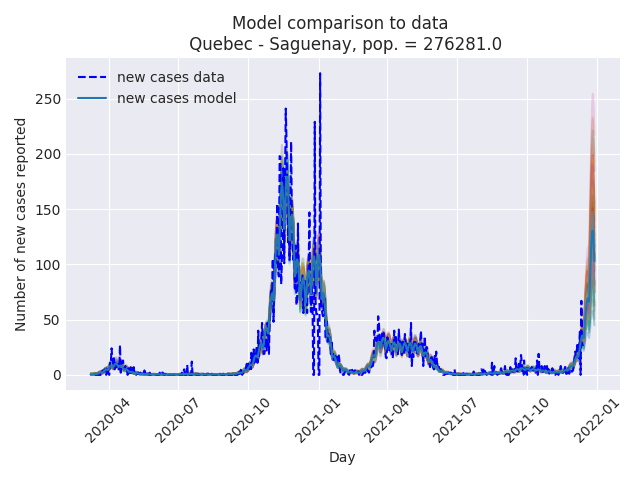 Model comparison to data
Quebec - Saguenay, pop. = 276281.0
new cases data
new cases model
Number of new cases reported
250
200
150
100
50
0
2020-04
2020-07
2020-10
2021-01
2021-04
2021-07
2021-10
2022-01
Day